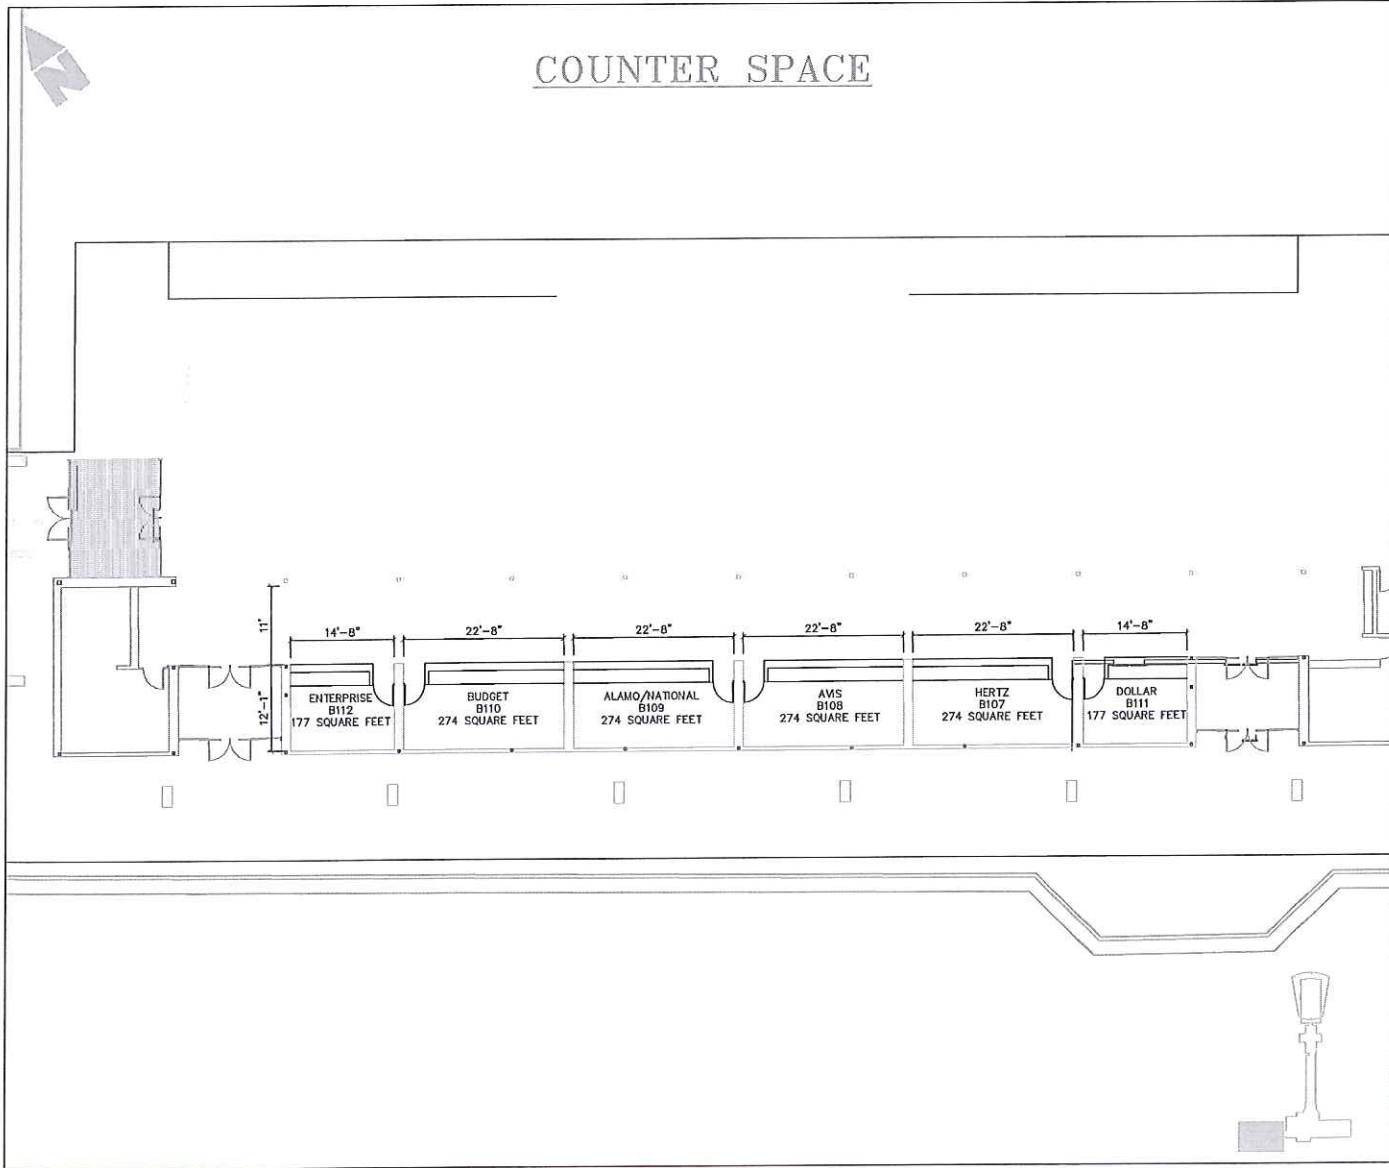 N
COUNTER SPACE
11'
12'-1"
14'-8"
22'-8"
22'-8"
22'-8"
22'-8"
14'-8"
ENTERPRISE
B112
177 SQUARE FEET
BUDGET
B110
274 SQUARE FEET
ALAMO/NATIONAL
B109
274 SQUARE FEET
AVIS
B108
274 SQUARE FEET
HERTZ
B107
274 SQUARE FEET
DOLLAR
B111
177 SQUARE FEET